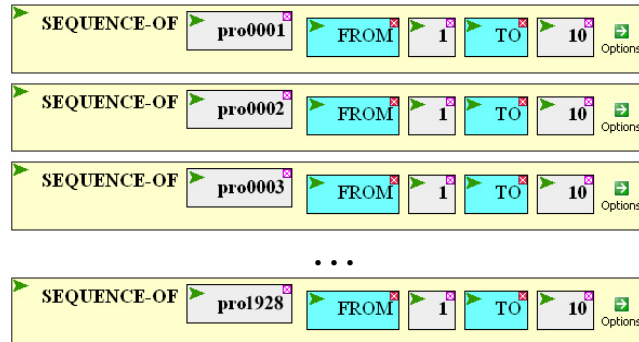 SEQUENCE-OF pro0001 FROM 1 TO 10 Options
SEQUENCE-OF pro0002 FROM 1 TO 10 Options
SEQUENCE-OF pro0003 FROM 1 TO 10 Options
...
SEQUENCE-OF pro1928 FROM 1 TO 10 Options